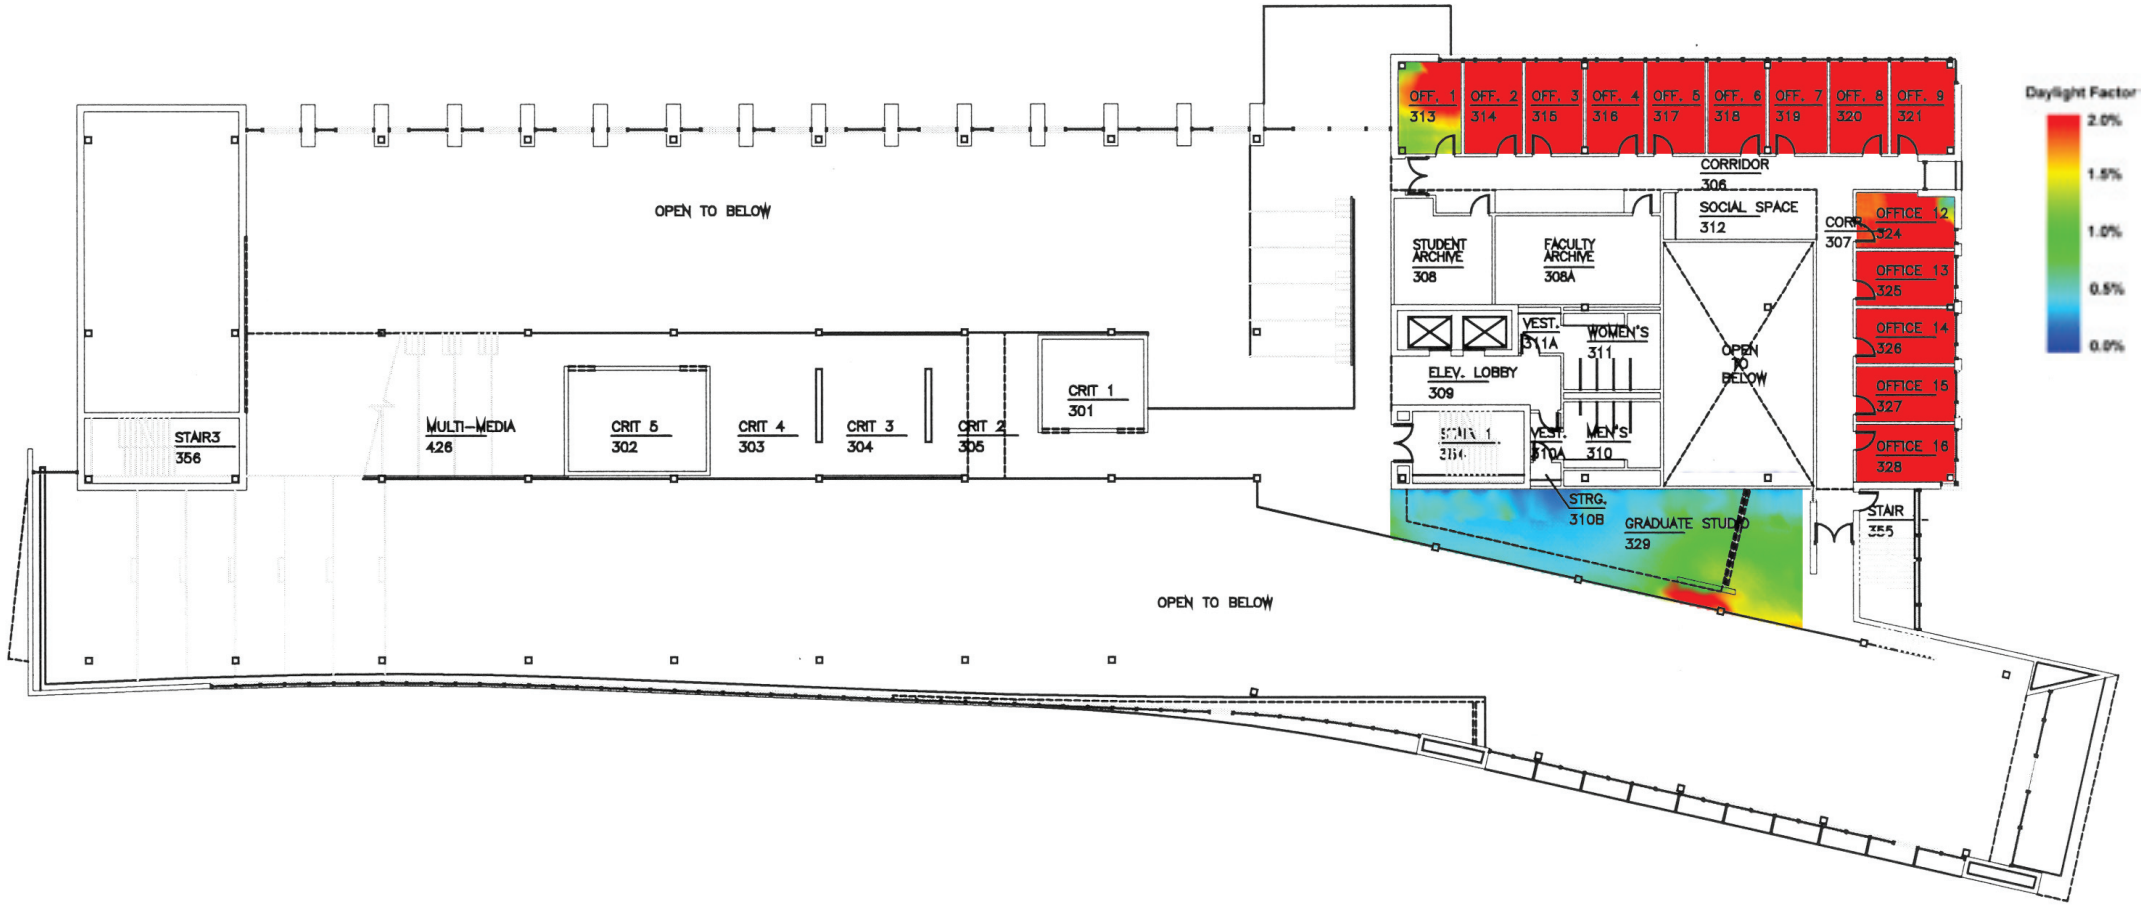 Daylight Factor
2.0%
1.5%
1.0%
0.5%
0.0%
OFF. 1
313
OFF. 2
314
OFF. 3
315
OFF. 4
316
OFF. 5
317
OFF. 6
318
OFF. 7
319
OFF. 8
320
OFF. 9
321
CORRIDOR
306
SOCIAL SPACE
312
CORR.
307
OFFICE 12
324
OFFICE 13
325
OFFICE 14
326
OFFICE 15
327
OFFICE 16
328
STUDENT
ARCHIVE
308
FACULTY
ARCHIVE
308A
VEST.
311A
WOMEN'S
311
OPEN
TO
BELOW
ELEV. LOBBY
309
VEST.
310A
MEN'S
310
STRG.
310B
GRADUATE STUDIO
329
STAIR
355
OPEN TO BELOW
CRIT 1
301
MULTI-MEDIA
426
CRIT 5
302
CRIT 4
303
CRIT 3
304
CRIT 2
305
STAIR3
356
OPEN TO BELOW